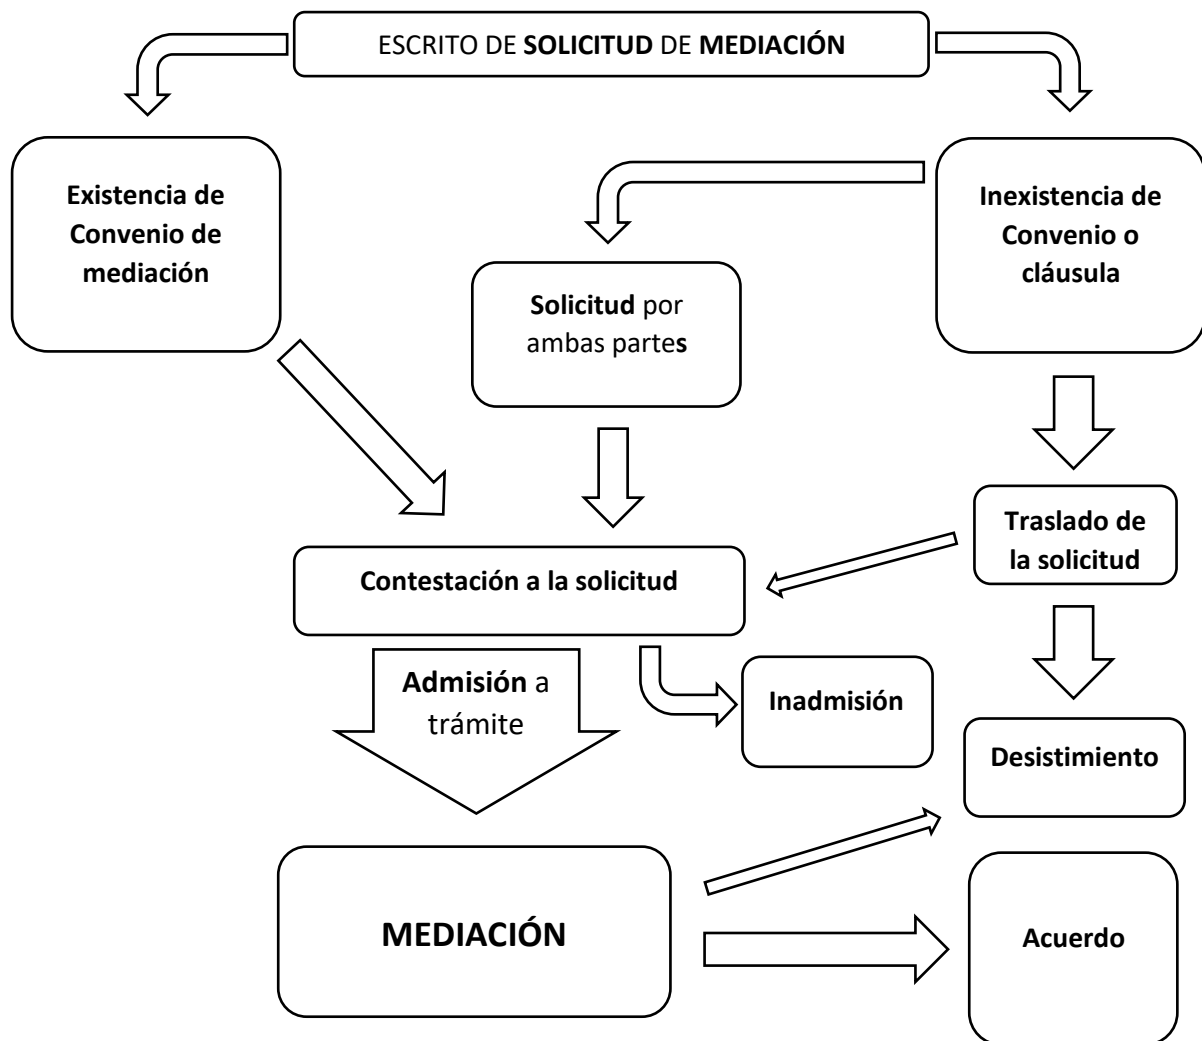 ESCRITO DE SOLICITUD DE MEDIACIÓN
Existencia de
Convenio de
mediación
Inexistencia de
Convenio o
cláusula
Solicitud por
ambas partes
Traslado de
la solicitud
Contestación a la solicitud
Admisión a
trámite
Inadmisión
Desistimiento
MEDIACIÓN
Acuerdo